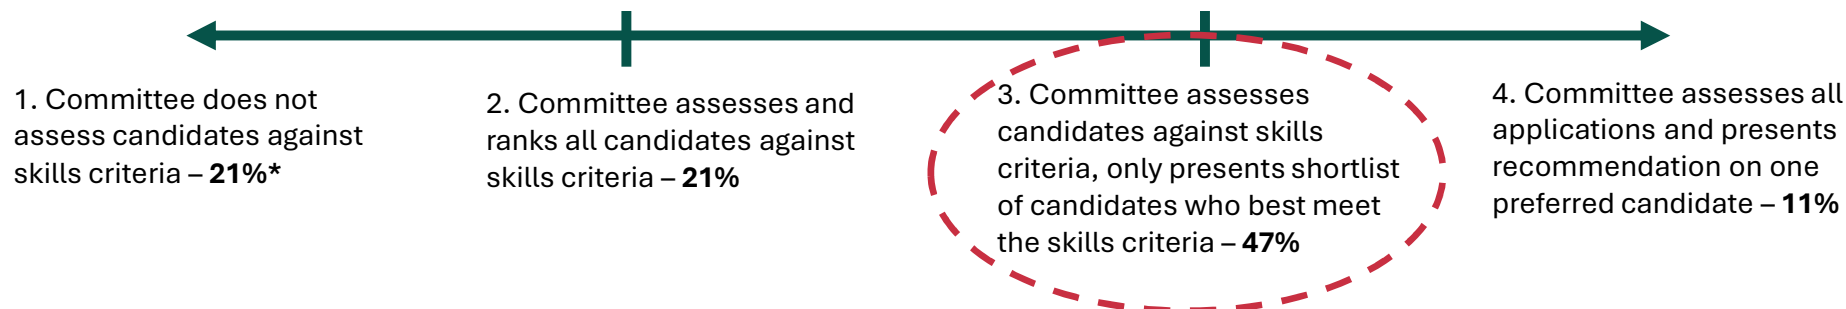 1. Committee does not
assess candidates against
skills criteria – 21%*
2. Committee assesses and
ranks all candidates against
skills criteria – 21%
3. Committee assesses
candidates against skills
criteria, only presents shortlist
of candidates who best meet
the skills criteria – 47%
4. Committee assesses all
applications and presents
recommendation on one
preferred candidate – 11%